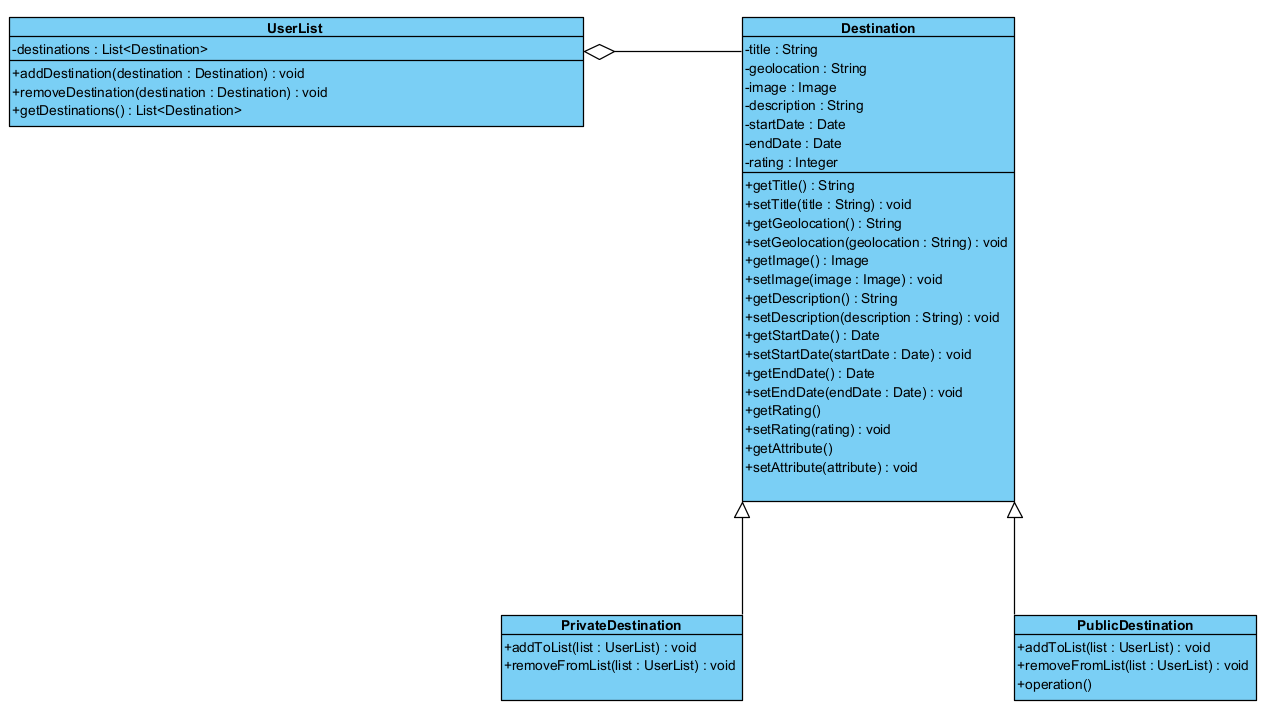 UserList
-destinations : List<Destination>
+addDestination(destination : Destination) : void
+removeDestination(destination : Destination) : void
+getDestinations() : List<Destination>
Destination
-title : String
-geolocation : String
-image : Image
-description : String
-startDate : Date
-endDate : Date
-rating : Integer
+getTitle() : String
+setTitle(title : String) : void
+getGeolocation() : String
+setGeolocation(geolocation : String) : void
+getImage() : Image
+setImage(image : Image) : void
+getDescription() : String
+setDescription(description : String) : void
+getStartDate() : Date
+setStartDate(startDate : Date) : void
+getEndDate() : Date
+setEndDate(endDate : Date) : void
+getRating()
+setRating(rating) : void
+getAttribute()
+setAttribute(attribute) : void
PrivateDestination
+addToList(list : UserList) : void
+removeFromList(list : UserList) : void
PublicDestination
+addToList(list : UserList) : void
+removeFromList(list : UserList) : void
+operation()